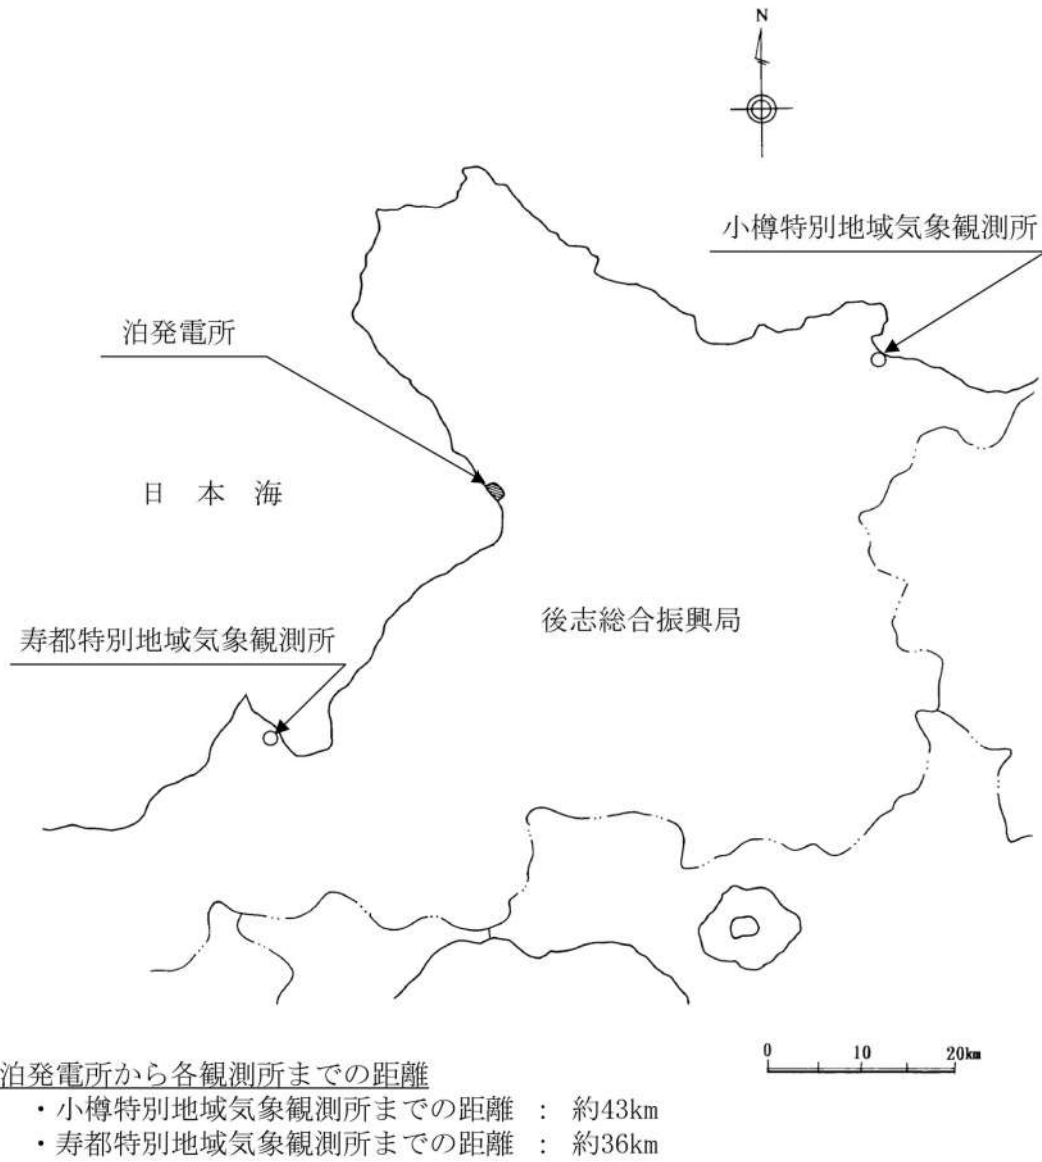 N
小樽特別地域気象観測所
泊発電所
日 本 海
後志総合振興局
寿都特別地域気象観測所
0 10 20km
泊発電所から各観測所までの距離
・小樽特別地域気象観測所までの距離 : 約43km
・寿都特別地域気象観測所までの距離 : 約36km